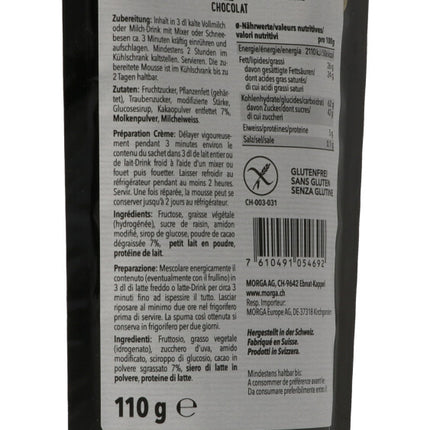 CHOCOLAT
Zubereitung: Inhalt in 3 dl kalte Vollmilch
oder Milch-Drink mit Mixer oder Schnee-
besen ca. 3 Minuten kräftig einrühren und
aufschlagen. Mindestens 2 Stunden im
Kühlschrank kaltstellen. Servieren. Die zu-
bereitete Mousse ist im Kühlschrank bis zu
2 Tagen haltbar.
Zutaten: Fruchtzucker, Pflanzenfett (gehär-
tet), Traubenzucker, modifizierte Stärke,
Glucosesirup, Kakaopulver entfettet 7%,
Molkenpulver, Milcheiweiss.
Préparation Crème: Délayer vigoureuse-
ment pendant 3 minutes environ le
contenu du sachet dans 3 dl de lait entier
ou de lait-Drink froid à l'aide d'un mixer
ou fouet puis fouetter. Laisser refroidir au
réfrigérateur pendant au moins 2 heures.
Servir. Une fois réparée, la mousse peut se
conserver jusqu'à 2 jours au réfrigérateur.
Ingrédients: Fructose, graisse végétale
(hydrogénée), sucre de raisin, amidon
modifié, sirop de glucose, poudre de cacao
dégraissée 7%, petit lait en poudre,
protéine de lait.
Preparazione: Mescolare energicamente il
contenuto (eventualmente con un mixer)
in 3 dl di latte freddo o latte-Drink per circa
3 minuti fino ad ispessire il tutto. Lasciar
riposare al minimo due ore nel frigorifero
prima di servire. La spuma così ottenuta si
conserva in frigorifero per due giorni.
Ingredienti: Fruttosio, grasso vegetale
(idrogenato), zucchero d'uva, amido
modificato, sciroppo di glucosio, cacao in
polvere sgrassato 7%, siero di latte in
polvere, proteine di latte.
110 g ℮
ø-Nährwerte/valeurs nutritives/
valori nutritivi pro 100g
Energie/énergie/energia
Fett/lipides/grassi
davon gesättigte Fettsäuren/
dont acides gras saturés/
di cui acidi grassi saturi
Kohlenhydrate/glucides/carboidrati
davon Zuckerarten/dont sucres/
di cui zuccheri
Eiweiss/protéines/proteine
Salz/sel/sale
GLUTENFREI
SANS GLUTEN
SENZA GLUTINE
CH-003-031
7 610491 054692
MORGA AG, CH-9642 Ebnat-Kappel
www.morga.ch
Resp. Importeur:
MORGA Europe AG, DE-37318 Kirchgandern
Hergestellt in der Schweiz.
Fabriqué en Suisse.
Prodotto in Svizzera.
Mindestens haltbar bis:
A consommer de préférence avant
Da consumare preferibilmente